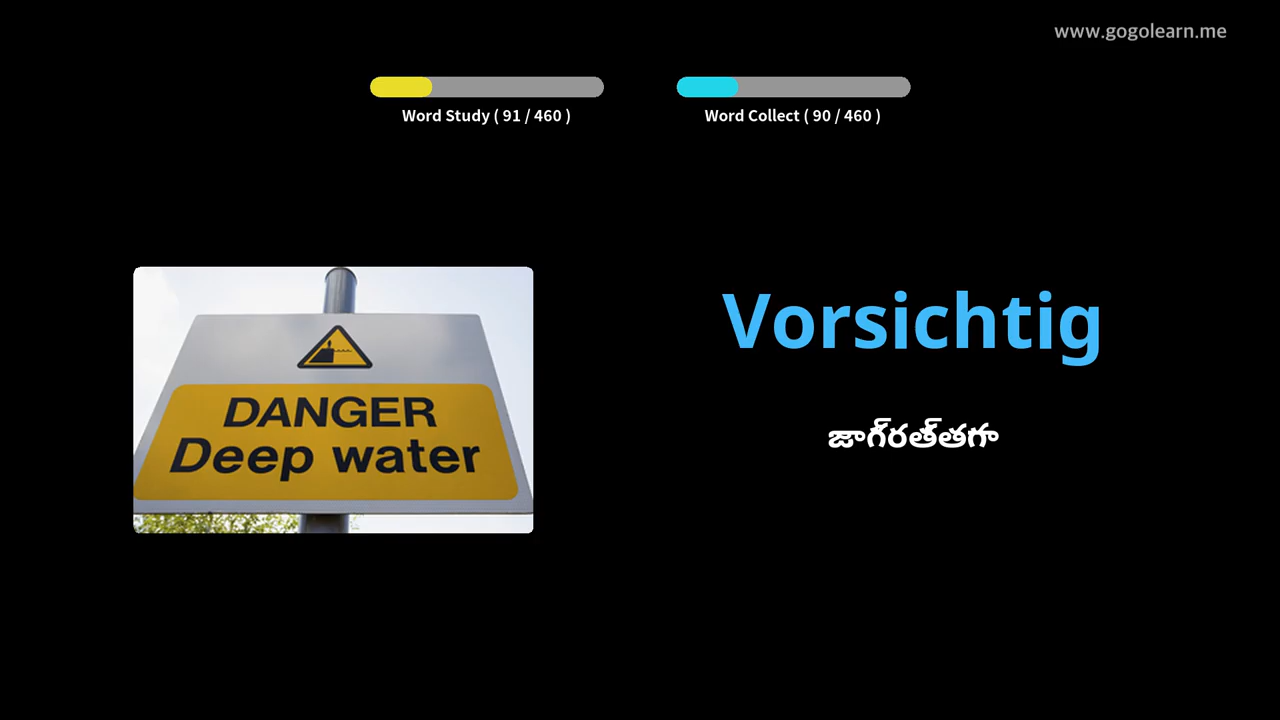 www.gogolearn.me
Word Study ( 91 / 460 )
Word Collect ( 90 / 460 )
DANGER
Deep water
Vorsichtig
జాగ్రత్తగా